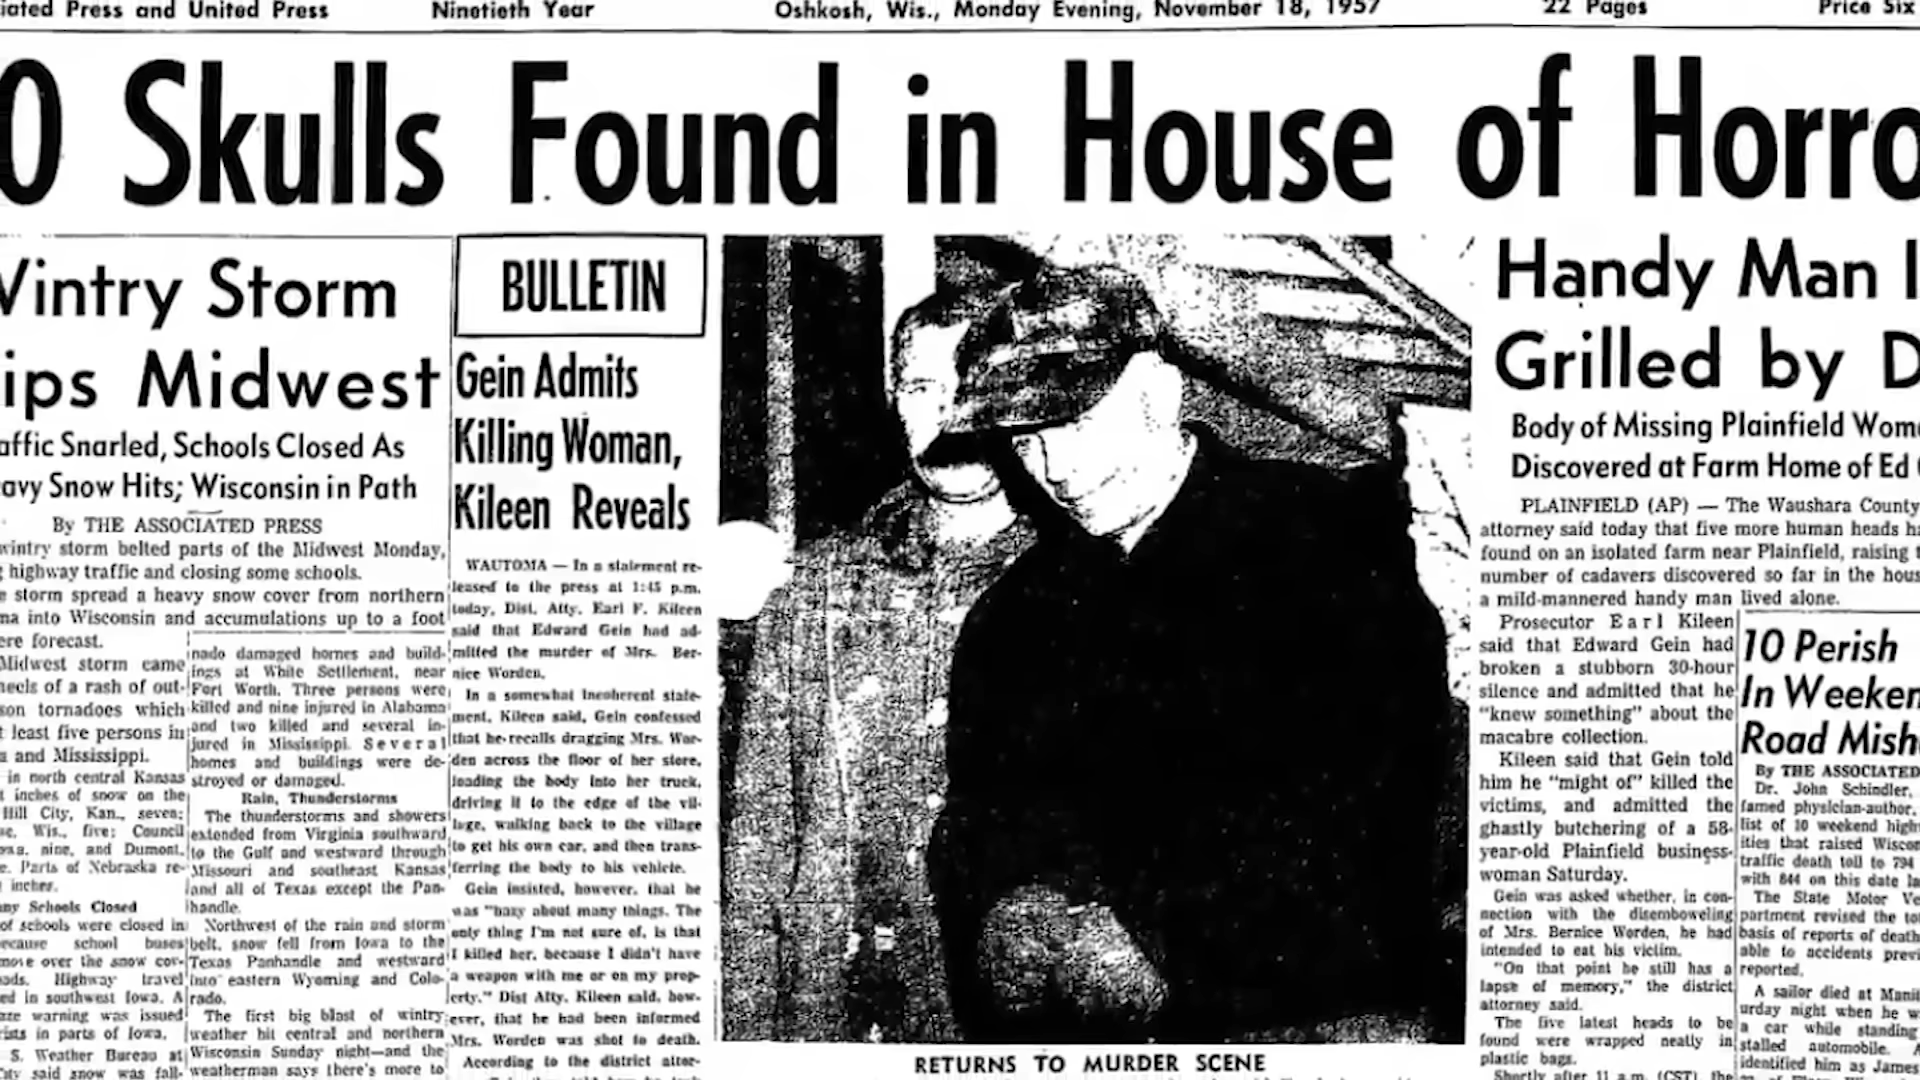 iated Press and United Press Ninetieth Year Oshkosh, Wis., Monday Evening, November 18, 1957 22 Pages Price Six
0 Skulls Found in House of Horro
Wintry Storm
ips Midwest
affic Snarled, Schools Closed As
avy Snow Hits; Wisconsin in Path
By THE ASSOCIATED PRESS
wintry storm belted parts of the Midwest Monday,
g highway traffic and closing some schools.
e storm spread a heavy snow cover from northern
na into Wisconsin and accumulations up to a foot
ere forecast.
Midwest storm came
heels of a rash of out-
son tornadoes which
t least five persons in
a and Mississippi.
in north central Kansas
t inches of snow on the
Hill City, Kan., seven;
se, Wis., five; Council
owa, nine, and Dumont,
e. Parts of Nebraska re-
inches.
ny Schools Closed
of schools were closed in
ecause school buses
move over the snow cov-
ads. Highway travel
ed in southwest Iowa. A
warning was issued
rists in parts of Iowa.
S. Weather Bureau at
City said snow was fall-
nado damaged homes and build-
ings at White Settlement, near
Fort Worth. Three persons were
killed and nine injured in Alabama
and two killed and several in-
jured in Mississippi. Several
homes and buildings were de-
stroyed or damaged.
Rain, Thunderstorms
The thunderstorms and showers
extended from Virginia southward
to the Gulf and westward through
Missouri and southeast Kansas
and all of Texas except the Pan-
handle.
Northwest of the rain and storm
belt, snow fell from Iowa to the
Texas Panhandle and westward
into eastern Wyoming and Colo-
rado.
The first big blast of wintry
weather hit central and northern
Wisconsin Sunday night—and the
weatherman says there's more to
BULLETIN
Gein Admits
Killing Woman,
Kileen Reveals
WAUTOMA — In a statement re-
leased to the press at 1:45 p.m.
today, Dist. Atty. Earl F. Kileen
said that Edward Gein had ad-
mitted the murder of Mrs. Ber-
nice Worden.
In a somewhat incoherent state-
ment, Kileen said, Gein confessed
that he recalls dragging Mrs. Wor-
den across the floor of her store,
loading the body into her truck,
driving it to the edge of the vil-
lage, walking back to the village
to get his own car, and then trans-
ferring the body to his vehicle.
Gein insisted, however, that he
was "hazy about many things. The
only thing I'm not sure of, is that
I killed her, because I didn't have
a weapon with me or on my prop-
erty." Dist Atty. Kileen said, how-
ever, that he had been informed
Mrs. Worden was shot to death.
According to the district attor-
RETURNS TO MURDER SCENE
Handy Man I
Grilled by D
Body of Missing Plainfield Wom
Discovered at Farm Home of Ed
PLAINFIELD (AP) — The Waushara County
attorney said today that five more human heads ha
found on an isolated farm near Plainfield, raising t
number of cadavers discovered so far in the hous
a mild-mannered handy man lived alone.
Prosecutor Earl Kileen
said that Edward Gein had
broken a stubborn 30-hour
silence and admitted that he
"knew something" about the
macabre collection.
Kileen said that Gein told
him he "might of" killed the
victims, and admitted the
ghastly butchering of a 58-
year-old Plainfield business-
woman Saturday.
Gein was asked whether, in con-
nection with the disemboweling
of Mrs. Bernice Worden, he had
intended to eat his victim.
"On that point he still has a
lapse of memory," the district
attorney said.
The five latest heads to be
found were wrapped neatly in
plastic bags.
Shortly after 11 a.m. (CST), the
10 Perish
In Weeken
Road Mish
By THE ASSOCIATED
Dr. John Schindler,
famed physician-author,
list of 10 weekend high
ities that raised Wiscon
traffic death toll to 794
with 844 on this date la
The State Motor Ve
partment revised the to
basis of reports of death
able to accidents previ
reported.
A sailor died at Manit
urday night when he w
a car while standing
stalled automobile. A
identified him as James